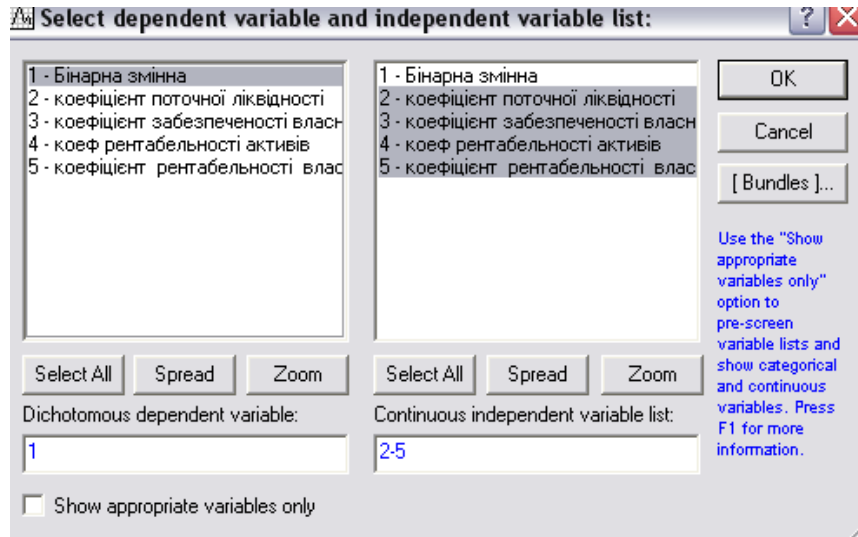 Select dependent variable and independent variable list:
1 - Бінарна змінна
2 - коефіцієнт поточної ліквідності
3 - коефіцієнт забезпеченості власн
4 - коеф рентабельності активів
5 - коефіцієнт рентабельності влас
1 - Бінарна змінна
2 - коефіцієнт поточної ліквідності
3 - коефіцієнт забезпеченості власн
4 - коеф рентабельності активів
5 - коефіцієнт рентабельності влас
OK
Cancel
[ Bundles ]...
Use the "Show
appropriate
variables only"
option to
pre-screen
variable lists and
show categorical
and continuous
variables. Press
F1 for more
information.
Select All Spread Zoom
Select All Spread Zoom
Dichotomous dependent variable:
Continuous independent variable list:
1
2-5
Show appropriate variables only